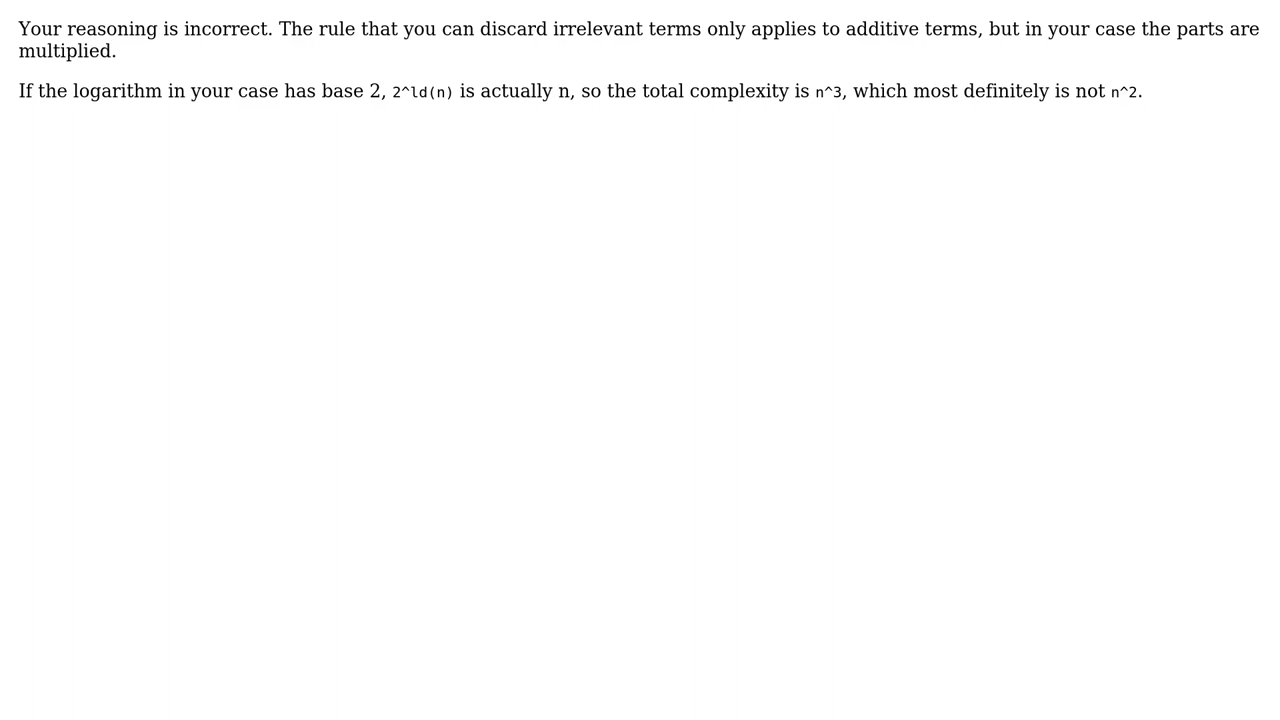 Your reasoning is incorrect. The rule that you can discard irrelevant terms only applies to additive terms, but in your case the parts are
multiplied.
If the logarithm in your case has base 2, 2^ld(n) is actually n, so the total complexity is n^3, which most definitely is not n^2.